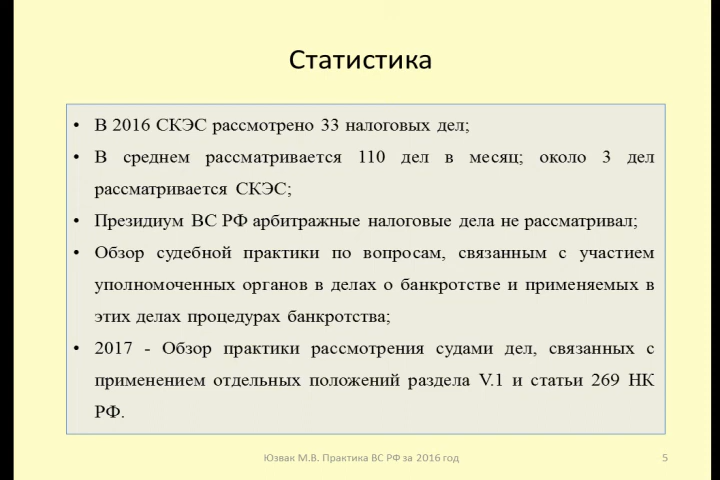 Статистика
• В 2016 СКЭС рассмотрено 33 налоговых дел;
• В среднем рассматривается 110 дел в месяц; около 3 дел
рассматривается СКЭС;
• Президиум ВС РФ арбитражные налоговые дела не рассматривал;
• Обзор судебной практики по вопросам, связанным с участием
уполномоченных органов в делах о банкротстве и применяемых в
этих делах процедурах банкротства;
• 2017 - Обзор практики рассмотрения судами дел, связанных с
применением отдельных положений раздела V.1 и статьи 269 НК
РФ.
Юзвак М.В. Практика ВС РФ за 2016 год
5